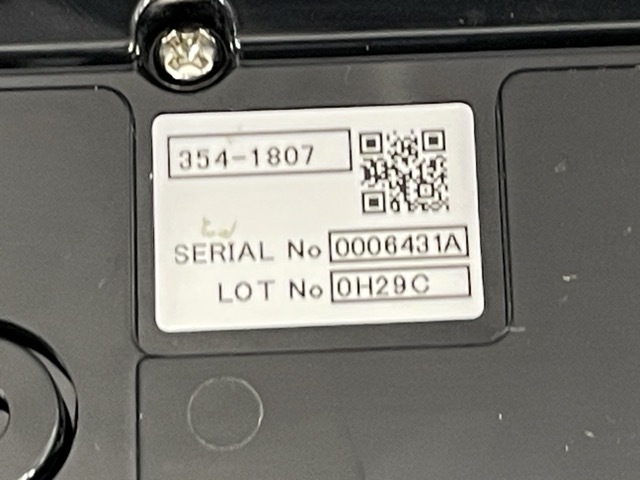 354-1807
SERIAL No 0006431A
LOT No 0H29C